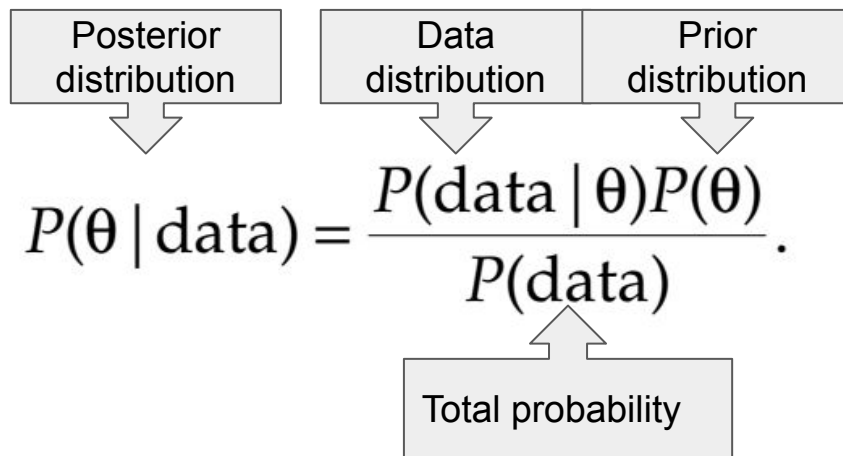 Posterior
distribution
Data
distribution
Prior
distribution
P(θ | data) = P(data | θ)P(θ)
P(data)
.
Total probability